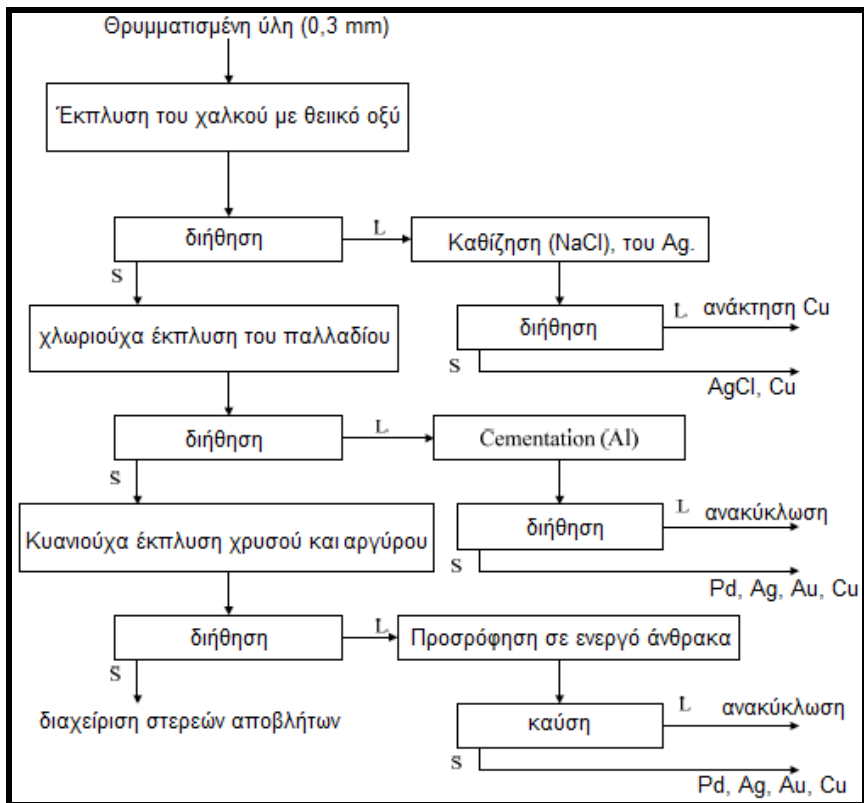 Θρυμματισμένη ύλη (0,3 mm)
Έκπλυση του χαλκού με θειικό οξύ
διήθηση
L
Καθίζηση (NaCl), του Ag.
S
χλωριούχα έκπλυση του παλλαδίου
διήθηση
L
ανάκτηση Cu
S
AgCl, Cu
διήθηση
L
Cementation (Al)
S
Κυανιούχα έκπλυση χρυσού και αργύρου
διήθηση
L
ανακύκλωση
S
Pd, Ag, Au, Cu
διήθηση
L
Προσρόφηση σε ενεργό άνθρακα
S
διαχείριση στερεών αποβλήτων
καύση
L
ανακύκλωση
S
Pd, Ag, Au, Cu